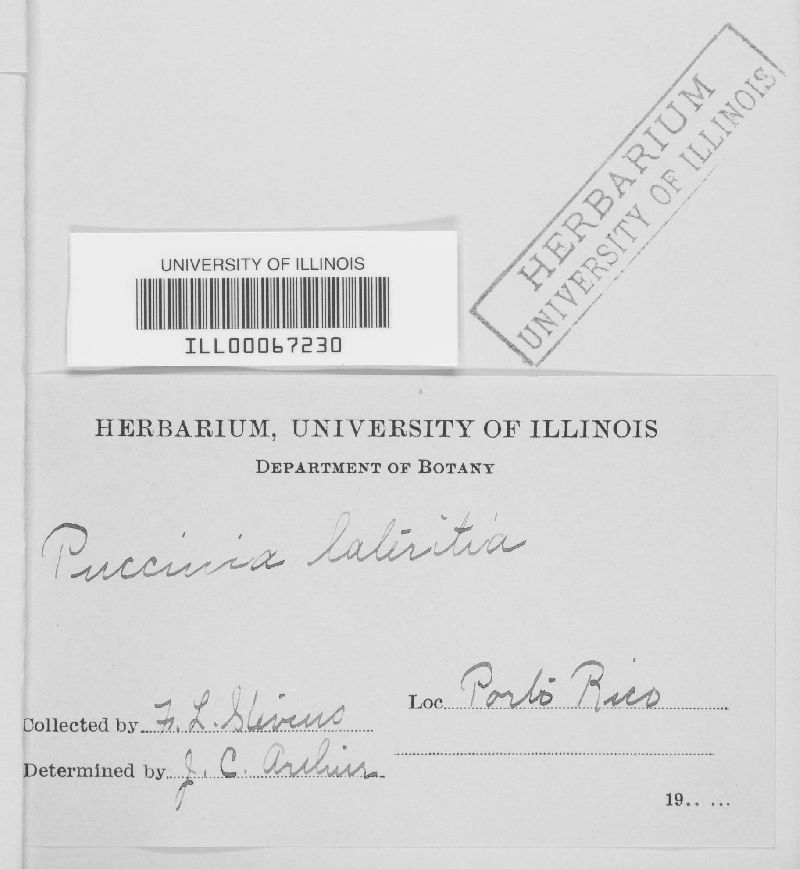 HERBARIUM
UNIVERSITY OF ILLINOIS
UNIVERSITY OF ILLINOIS
ILL00067230
HERBARIUM, UNIVERSITY OF ILLINOIS
DEPARTMENT OF BOTANY
Puccinia lateritia
Loc. Porto Rico
Collected by F. L. Stevens
Determined by J. C. Arthur
19.. ...